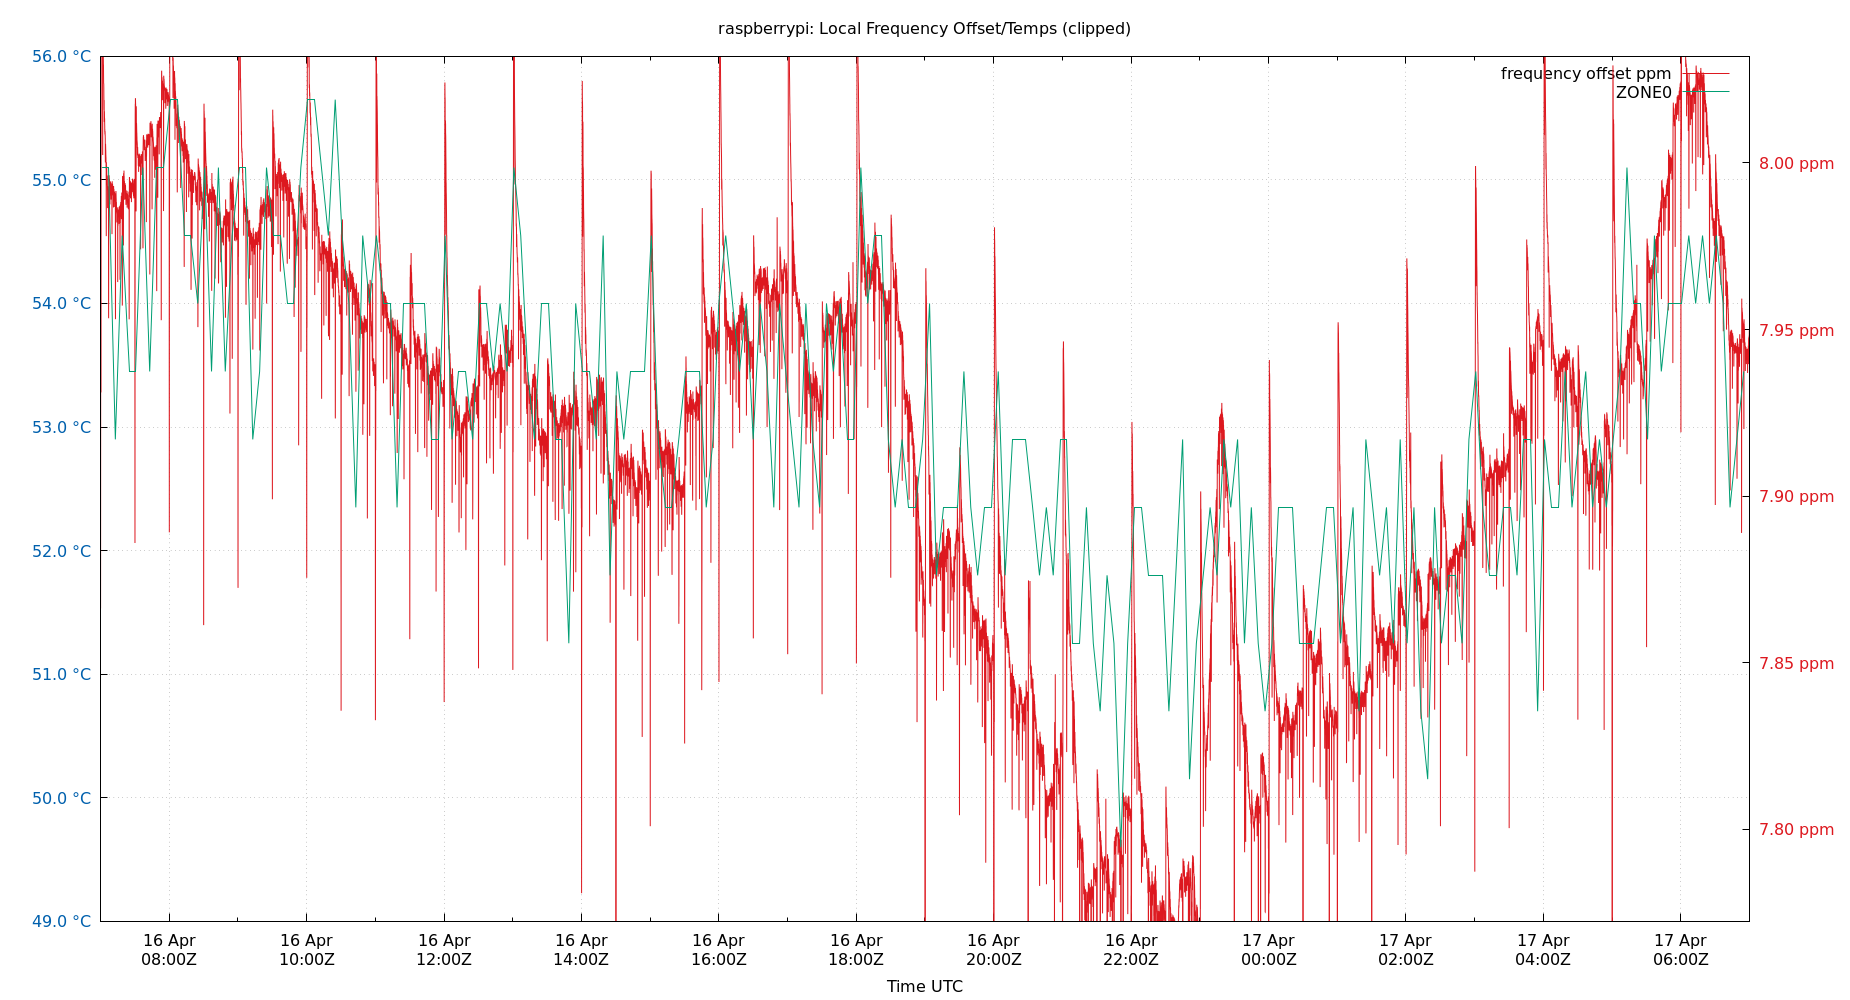 raspberrypi: Local Frequency Offset/Temps (clipped)
56.0 °C
55.0 °C
54.0 °C
53.0 °C
52.0 °C
51.0 °C
50.0 °C
49.0 °C
frequency offset ppm
ZONE0
8.00 ppm
7.95 ppm
7.90 ppm
7.85 ppm
7.80 ppm
16 Apr 16 Apr 16 Apr 16 Apr 16 Apr 16 Apr 16 Apr 16 Apr 17 Apr 17 Apr 17 Apr 17 Apr
08:00Z 10:00Z 12:00Z 14:00Z 16:00Z 18:00Z 20:00Z 22:00Z 00:00Z 02:00Z 04:00Z 06:00Z
Time UTC